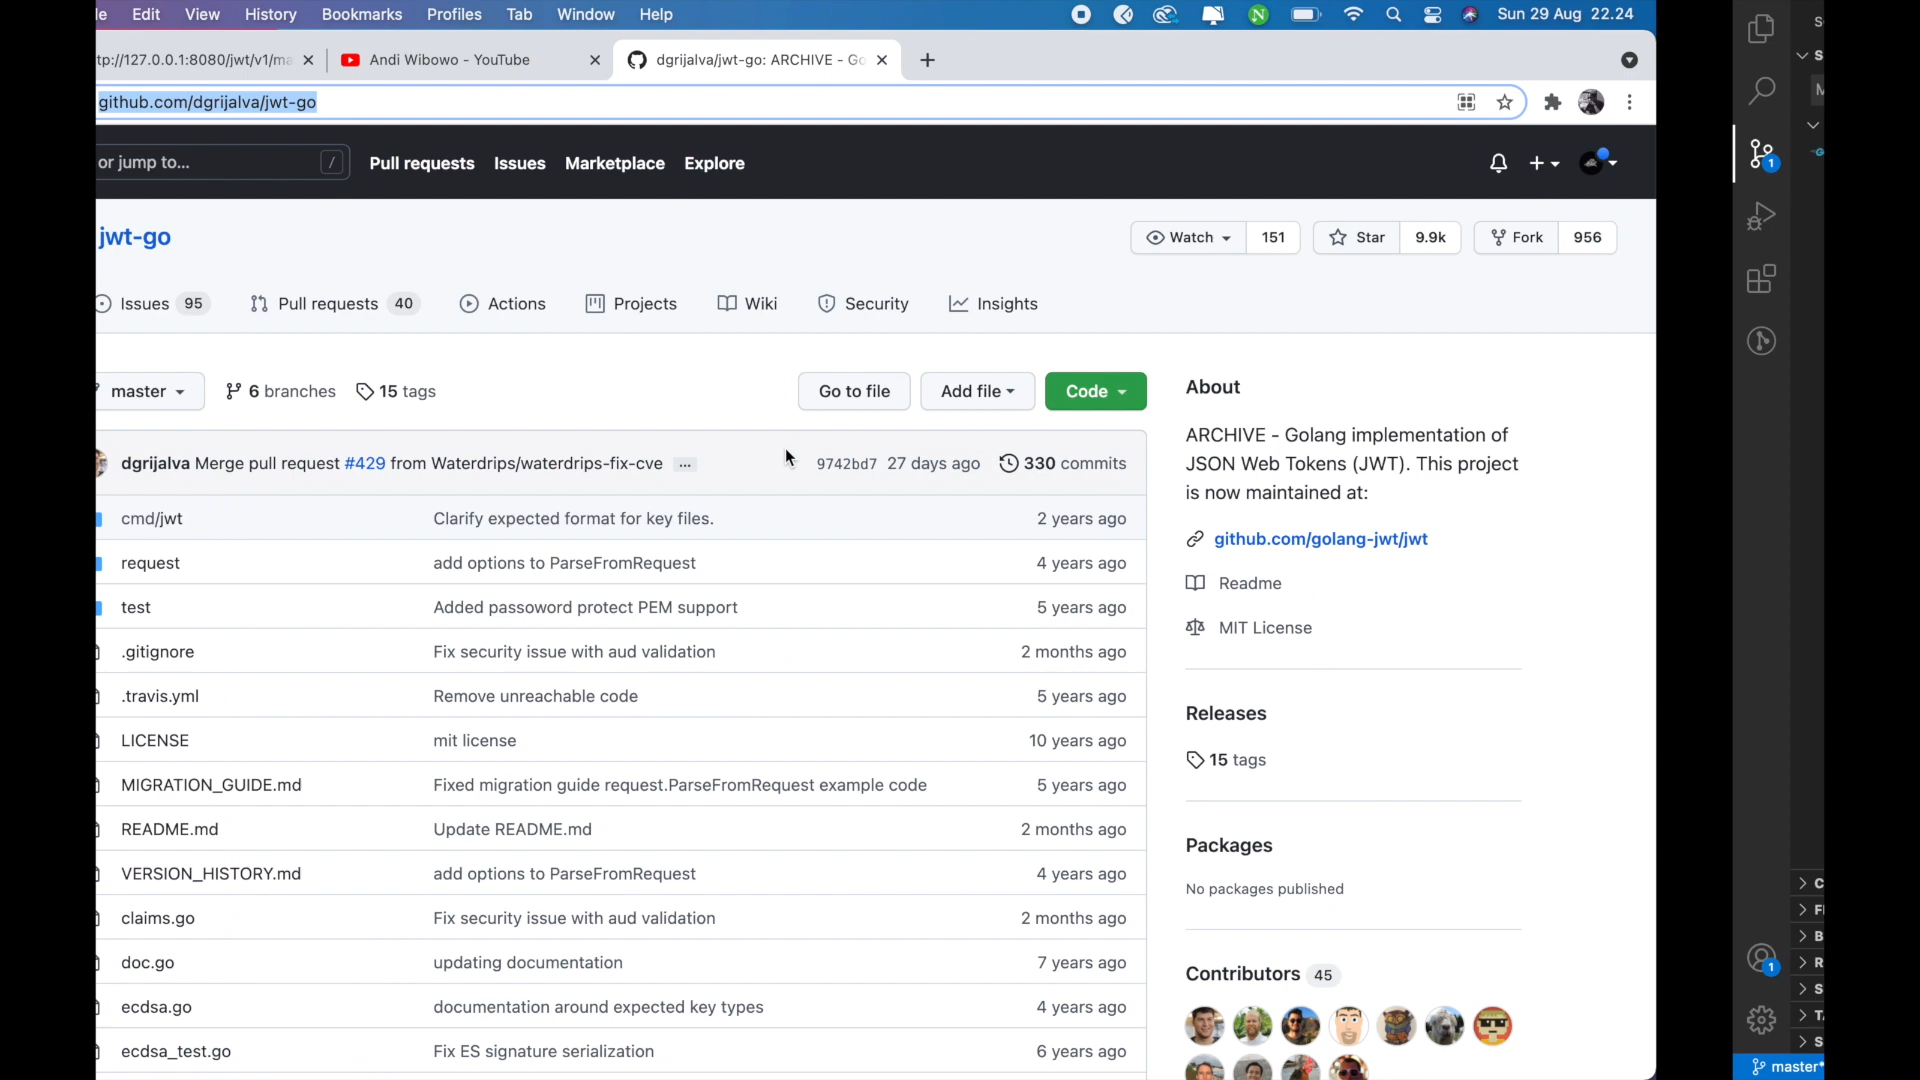 le Edit View History Bookmarks Profiles Tab Window Help Sun 29 Aug 22.24
tp://127.0.0.1:8080/jwt/v1/ma Andi Wibowo - YouTube dgrijalva/jwt-go: ARCHIVE - Go
github.com/dgrijalva/jwt-go
or jump to... / Pull requests Issues Marketplace Explore
jwt-go Watch 151 Star 9.9k Fork 956
Issues 95 Pull requests 40 Actions Projects Wiki Security Insights
master 6 branches 15 tags Go to file Add file Code
dgrijalva Merge pull request #429 from Waterdrips/waterdrips-fix-cve ... 9742bd7 27 days ago 330 commits
cmd/jwt Clarify expected format for key files. 2 years ago
request add options to ParseFromRequest 4 years ago
test Added passoword protect PEM support 5 years ago
.gitignore Fix security issue with aud validation 2 months ago
.travis.yml Remove unreachable code 5 years ago
LICENSE mit license 10 years ago
MIGRATION_GUIDE.md Fixed migration guide request.ParseFromRequest example code 5 years ago
README.md Update README.md 2 months ago
VERSION_HISTORY.md add options to ParseFromRequest 4 years ago
claims.go Fix security issue with aud validation 2 months ago
doc.go updating documentation 7 years ago
ecdsa.go documentation around expected key types 4 years ago
ecdsa_test.go Fix ES signature serialization 6 years ago
About
ARCHIVE - Golang implementation of
JSON Web Tokens (JWT). This project
is now maintained at:
github.com/golang-jwt/jwt
Readme
MIT License
Releases
15 tags
Packages
No packages published
Contributors 45
1
1
master*